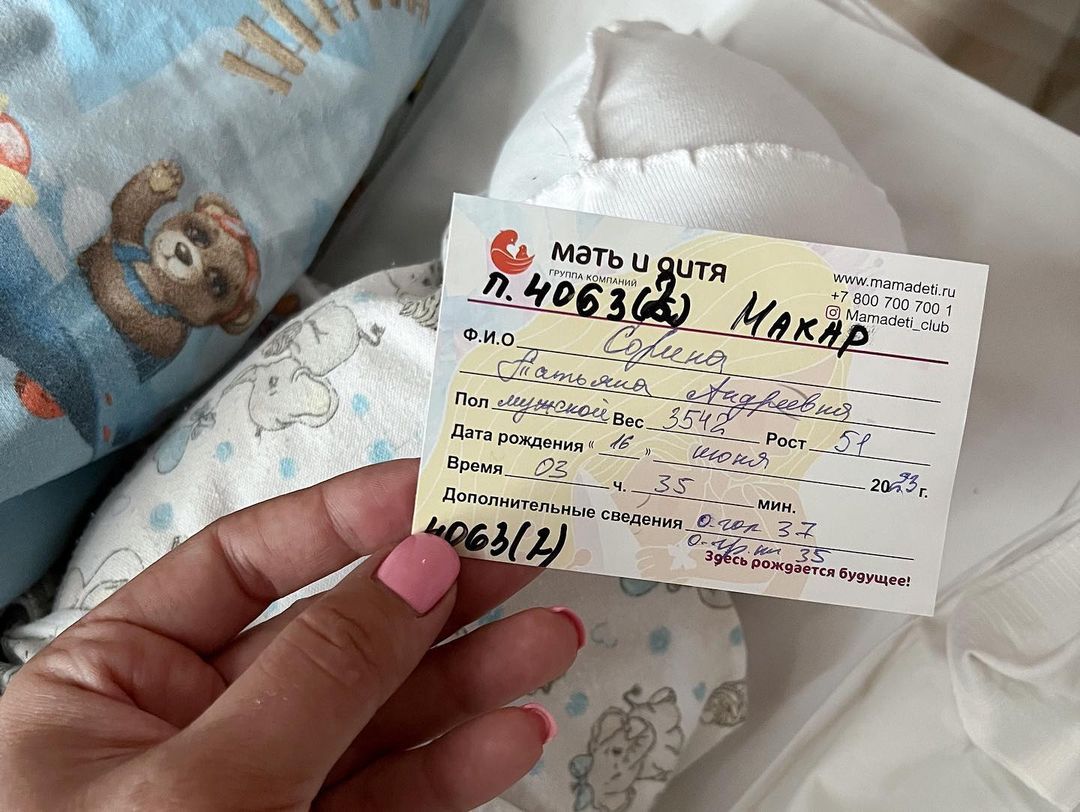 мать и дитя
ГРУППА КОМПАНИЙ
www.mamadeti.ru
+7 800 700 700 1
Mamadeti_club
п. 4063(2) Макар
Ф.И.О Сорина
Татьяна Андреевна
Пол мужской Вес 3542 Рост 51
Дата рождения " 16 " июня 2023 г.
Время 03 ч. 35 мин.
Дополнительные сведения о. гол 37
о. гр. кл 35
4063(2)
Здесь рождается будущее!